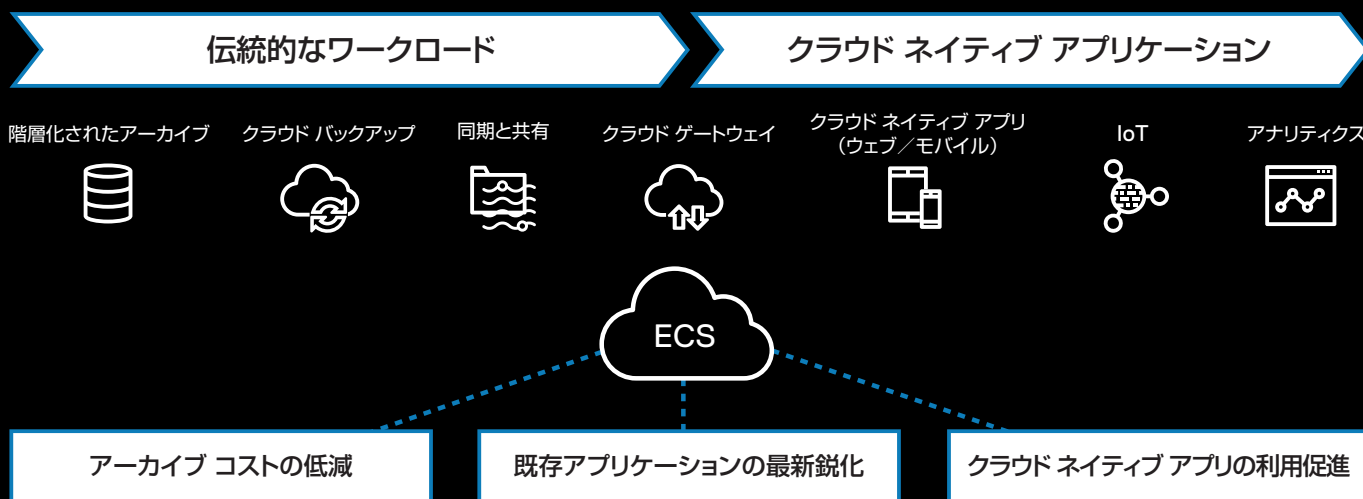 伝統的なワークロード
クラウド ネイティブ アプリケーション
階層化されたアーカイブ
クラウド バックアップ
同期と共有
クラウド ゲートウェイ
クラウド ネイティブ アプリ
(ウェブ/モバイル)
IoT
アナリティクス
ECS
アーカイブ コストの低減
既存アプリケーションの最新鋭化
クラウド ネイティブ アプリの利用促進